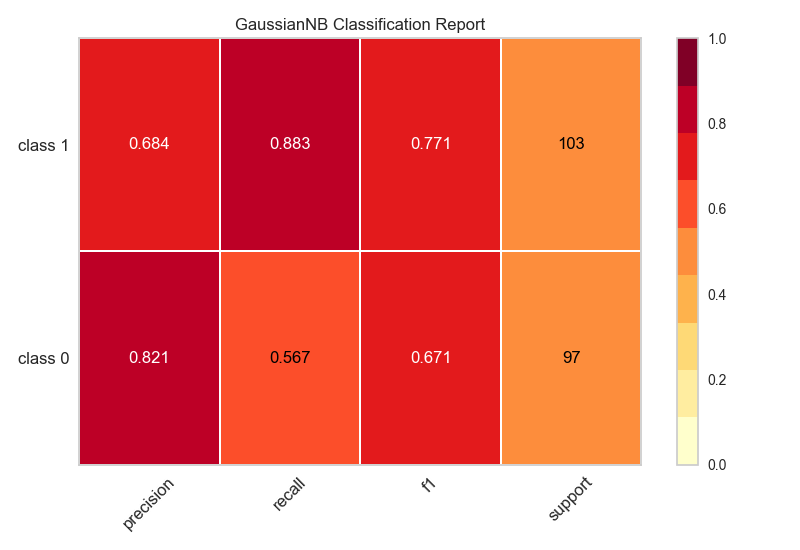 GaussianNB Classification Report
class 1 0.684 0.883 0.771 103
class 0 0.821 0.567 0.671 97
precision recall f1 support
1.0
0.8
0.6
0.4
0.2
0.0